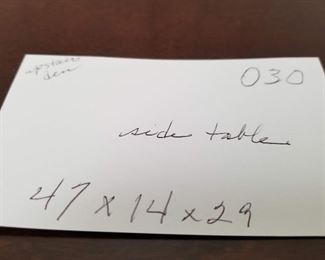 upstairs
den
030
side table
47 x 14 x 29